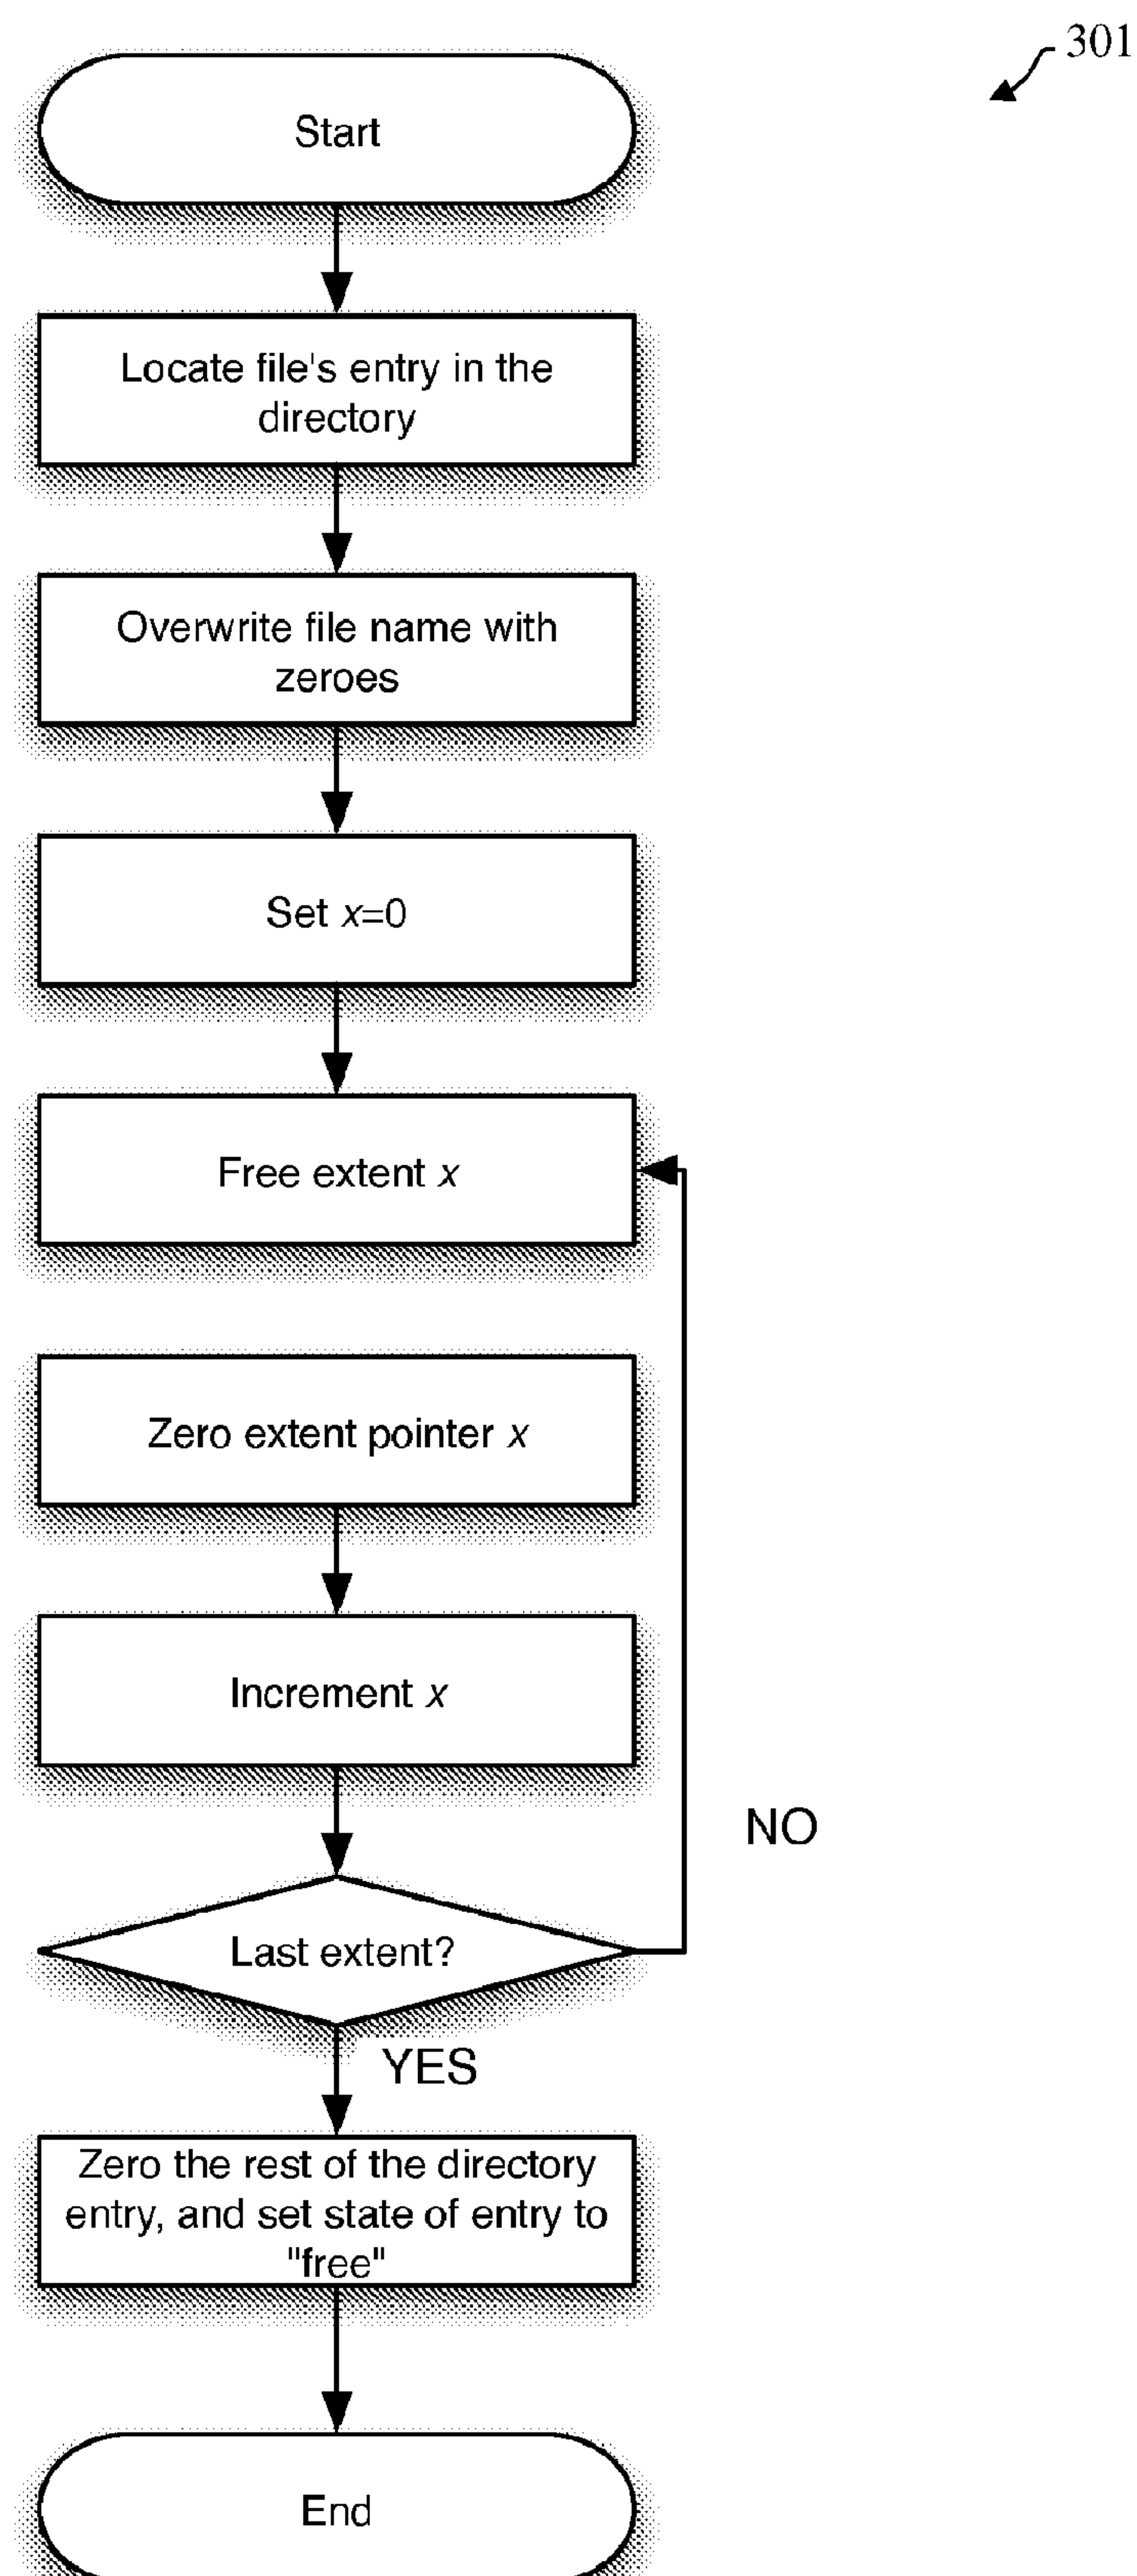 301
Start
Locate file's entry in the
directory
Overwrite file name with
zeroes
Set x=0
Free extent x
Zero extent pointer x
Increment x
NO
Last extent?
YES
Zero the rest of the directory
entry, and set state of entry to
"free"
End